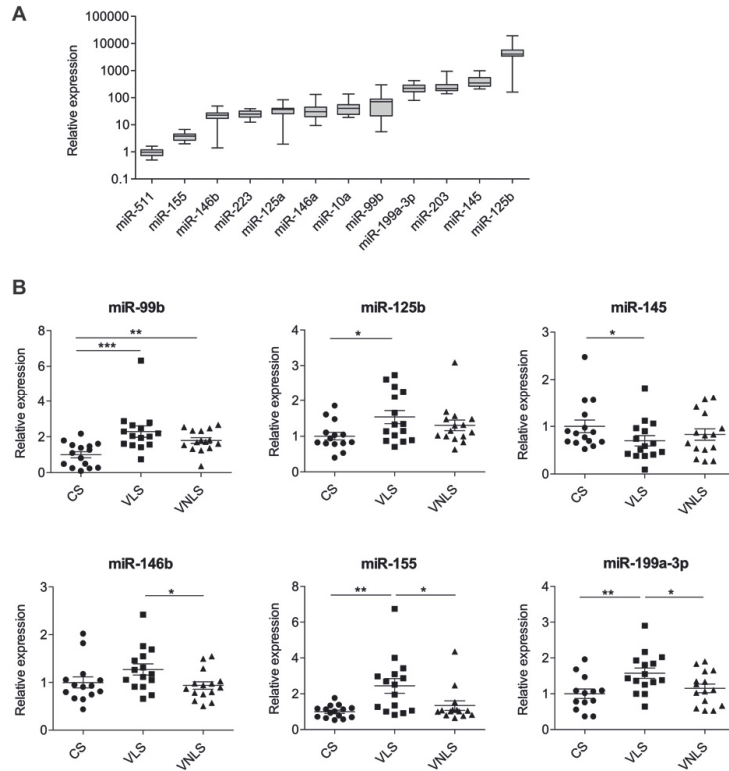 A
Relative expression
100000
10000
1000
100
10
1
0.1
miR-511
miR-155
miR-146b
miR-223
miR-125a
miR-146a
miR-10a
miR-99b
miR-199a-3p
miR-203
miR-145
miR-125b
B
miR-99b
Relative expression
8
6
4
2
0
**
***
CS
VLS
VNLS
miR-125b
Relative expression
4
3
2
1
0
*
CS
VLS
VNLS
miR-145
Relative expression
3
2
1
0
*
CS
VLS
VNLS
miR-146b
Relative expression
3
2
1
0
*
CS
VLS
VNLS
miR-155
Relative expression
8
6
4
2
0
**
*
CS
VLS
VNLS
miR-199a-3p
Relative expression
4
3
2
1
0
**
*
CS
VLS
VNLS